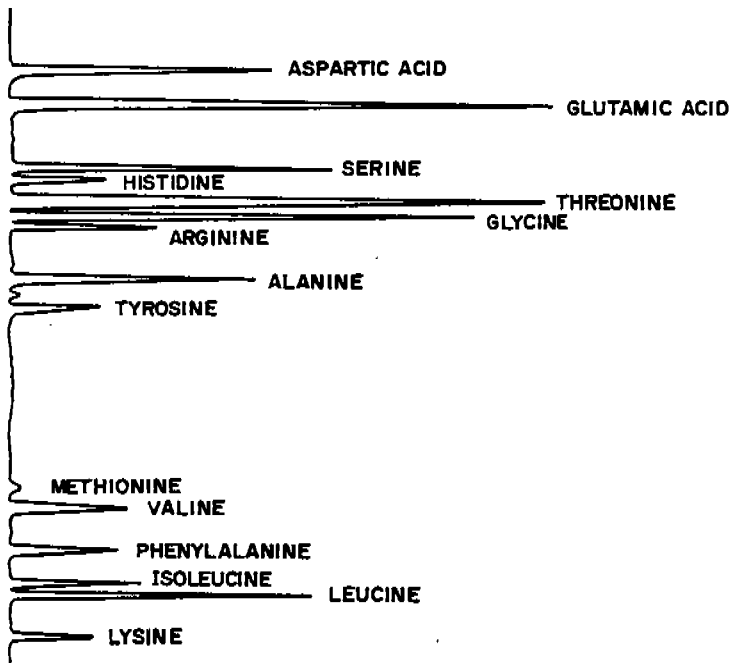 ASPARTIC ACID
GLUTAMIC ACID
SERINE
HISTIDINE
THREONINE
GLYCINE
ARGININE
ALANINE
TYROSINE
METHIONINE
VALINE
PHENYLALANINE
ISOLEUCINE
LEUCINE
LYSINE